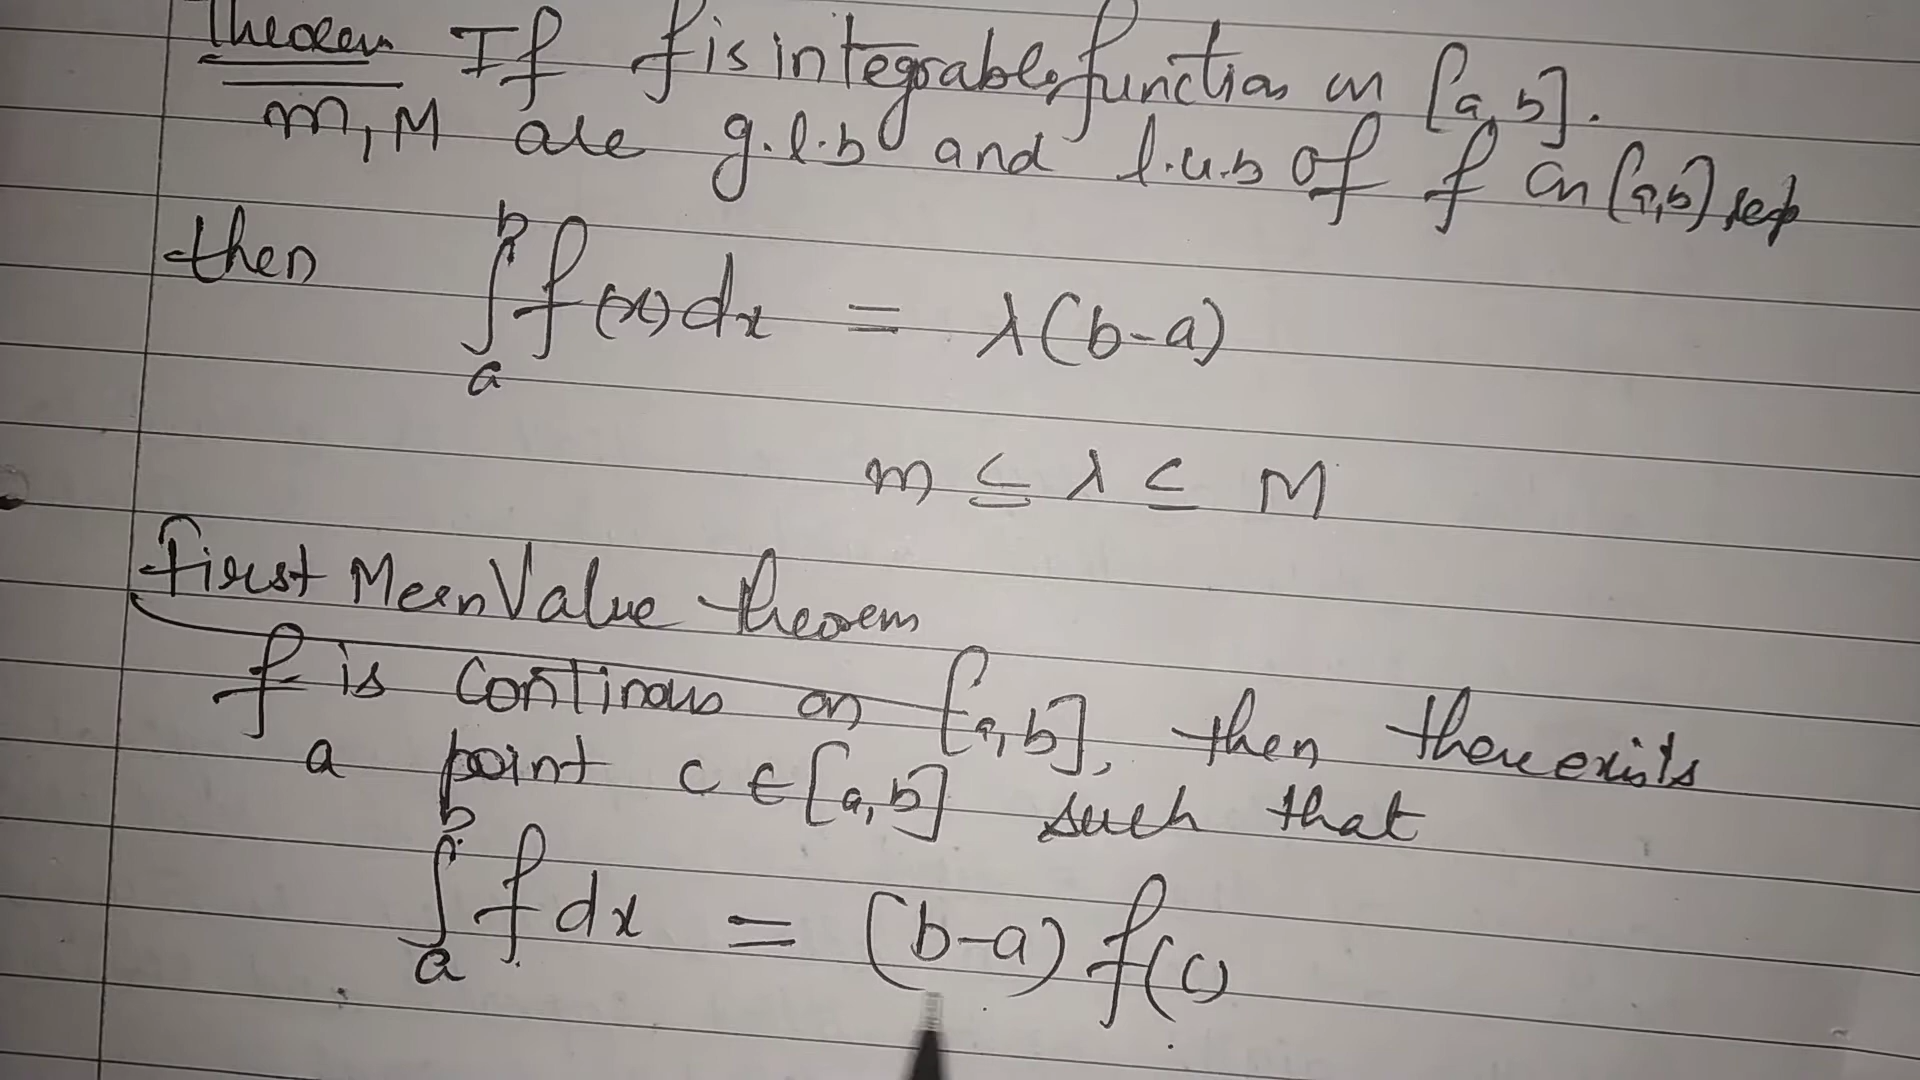 Theorem If f is integrable function on [a, b].
m, M are g.l.b and l.u.b of f on [a,b] resp
then ∫ₐᵇ f(x) dx = λ(b-a)
m ≤ λ ≤ M
First Mean Value theorem
f is continous on [a, b], then there exists
a point c ∈ [a, b] such that
∫ₐᵇ f dx = (b-a) f(c)